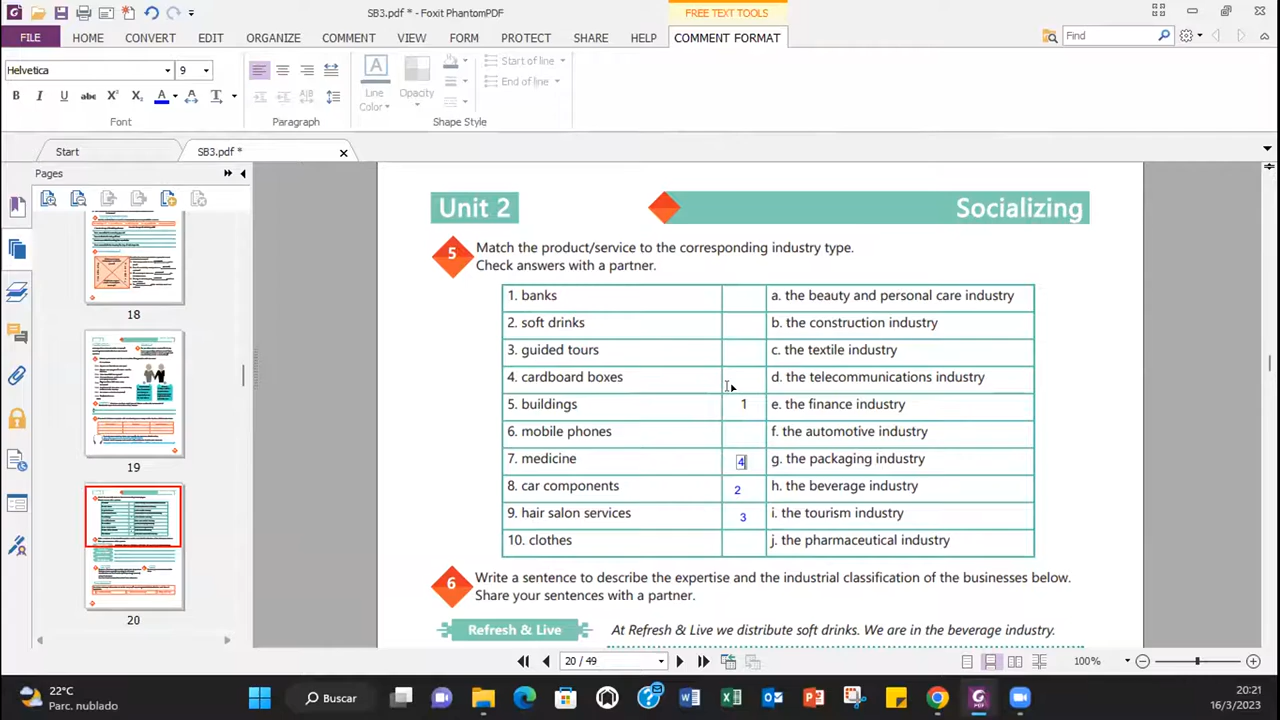 SB3.pdf * - Foxit PhantomPDF
FREE TEXT TOOLS
FILE HOME CONVERT EDIT ORGANIZE COMMENT VIEW FORM PROTECT SHARE HELP COMMENT FORMAT Find
Helvetica 9
Line Color
Opacity
Start of line
End of line
Font Paragraph Shape Style
Start SB3.pdf *
Pages
18
19
20
Unit 2 Socializing
5 Match the product/service to the corresponding industry type.
Check answers with a partner.
1. banks a. the beauty and personal care industry
2. soft drinks b. the construction industry
3. guided tours c. the textile industry
4. cardboard boxes d. the telecommunications industry
5. buildings 1 e. the finance industry
6. mobile phones f. the automotive industry
7. medicine 4 g. the packaging industry
8. car components 2 h. the beverage industry
9. hair salon services 3 i. the tourism industry
10. clothes j. the pharmaceutical industry
6 Write a sentence to describe the expertise and the industrial classification of the businesses below.
Share your sentences with a partner.
Refresh & Live At Refresh & Live we distribute soft drinks. We are in the beverage industry.
20 / 49 100%
22°C
Parc. nublado
Buscar
20:21
16/3/2023